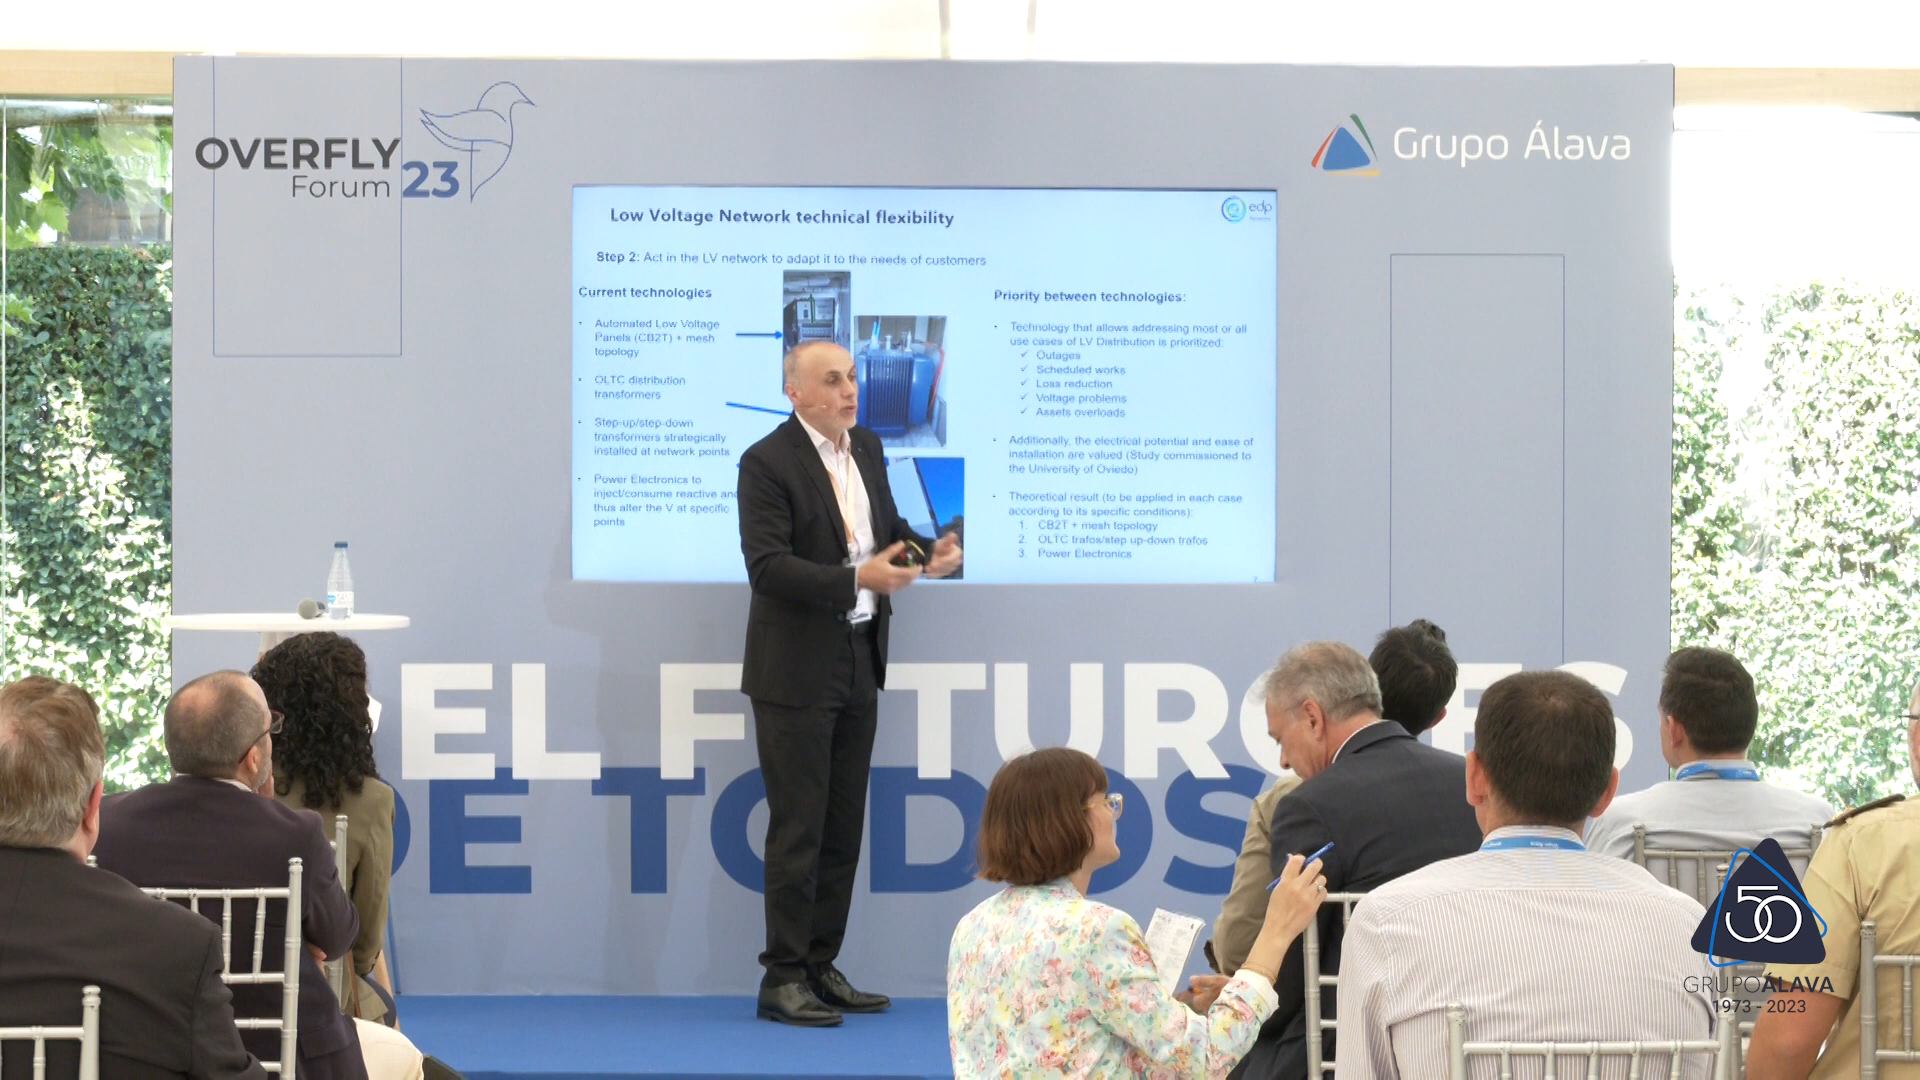 OVERFLY
Forum 23
Grupo Álava
Low Voltage Network technical flexibility
edp
Step 2: Act in the LV network to adapt it to the needs of customers
Current technologies
· Automated Low Voltage
Panels (CB2T) + mesh
topology
· OLTC distribution
transformers
· Step-up/step-down
transformers strategically
installed at network points
· Power Electronics to
inject/consume reactive and
thus alter the V at specific
points
Priority between technologies:
· Technology that allows addressing most or all
use cases of LV Distribution is prioritized:
✓ Outages
✓ Scheduled works
✓ Loss reduction
✓ Voltage problems
✓ Assets overloads
· Additionally, the electrical potential and ease of
installation are valued (Study commissioned to
the University of Oviedo)
· Theoretical result (to be applied in each case
according to its specific conditions):
1. CB2T + mesh topology
2. OLTC trafos/step up-down trafos
3. Power Electronics
7
EL FUTURO ES
DE TODOS
50
GRUPOÁLAVA
1973 - 2023